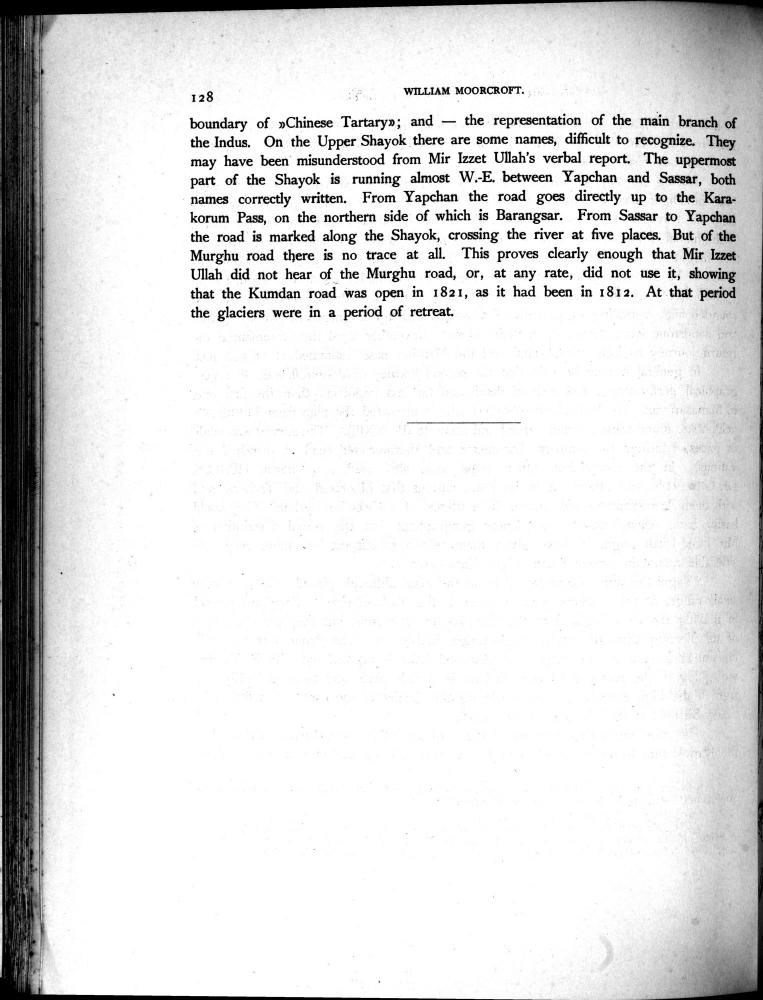 128
WILLIAM MOORCROFT.
boundary of »Chinese Tartary»; and — the representation of the main branch of
the Indus. On the Upper Shayok there are some names, difficult to recognize. They
may have been misunderstood from Mir Izzet Ullah's verbal report. The uppermost
part of the Shayok is running almost W.-E. between Yapchan and Sassar, both
names correctly written. From Yapchan the road goes directly up to the Kara-
korum Pass, on the northern side of which is Barangsar. From Sassar to Yapchan
the road is marked along the Shayok, crossing the river at five places. But of the
Murghu road there is no trace at all. This proves clearly enough that Mir Izzet
Ullah did not hear of the Murghu road, or, at any rate, did not use it, showing
that the Kumdan road was open in 1821, as it had been in 1812. At that period
the glaciers were in a period of retreat.